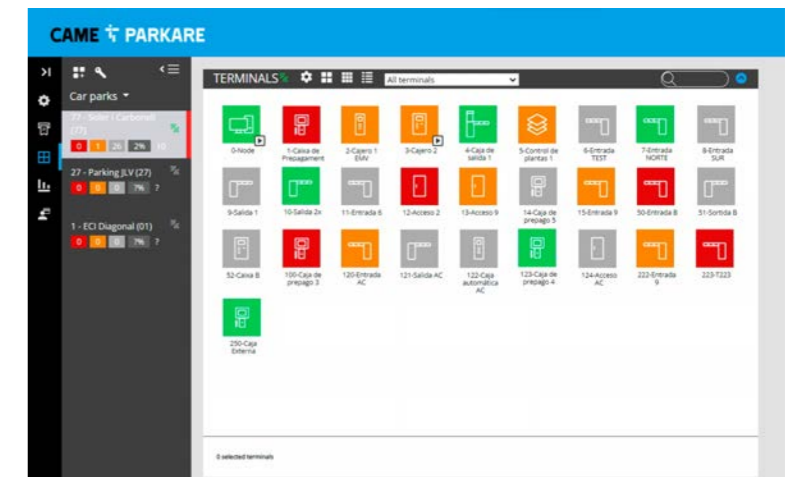 CAME PARKARE
TERMINALS
All terminals
Car parks
77 - Soler i Carbonell
(77)
0 1 26 2% 10
27 - Parking JLV (27)
0 0 0 ?% ?
1 - ECI Diagonal (01)
0 0 0 ?% ?
0-Node
1-Caixa de
Prepagament
2-Cajero 1
EMV
3-Cajero 2
4-Caja de
salida 1
5-Control de
plantas 1
6-Entrada
TEST
7-Entrada
NORTE
8-Entrada
SUR
9-Salida 1
10-Salida 2x
11-Entrada 6
12-Acceso 2
13-Acceso 9
14-Caja de
prepago 5
15-Entrada 9
50-Entrada B
51-Sortida B
52-Caixa B
100-Caja de
prepago 3
120-Entrada
AC
121-Salida AC
122-Caja
automática
AC
123-Caja de
prepago 4
124-Acceso
AC
222-Entrada
9
223-T223
250-Caja
Externa
0 selected terminals